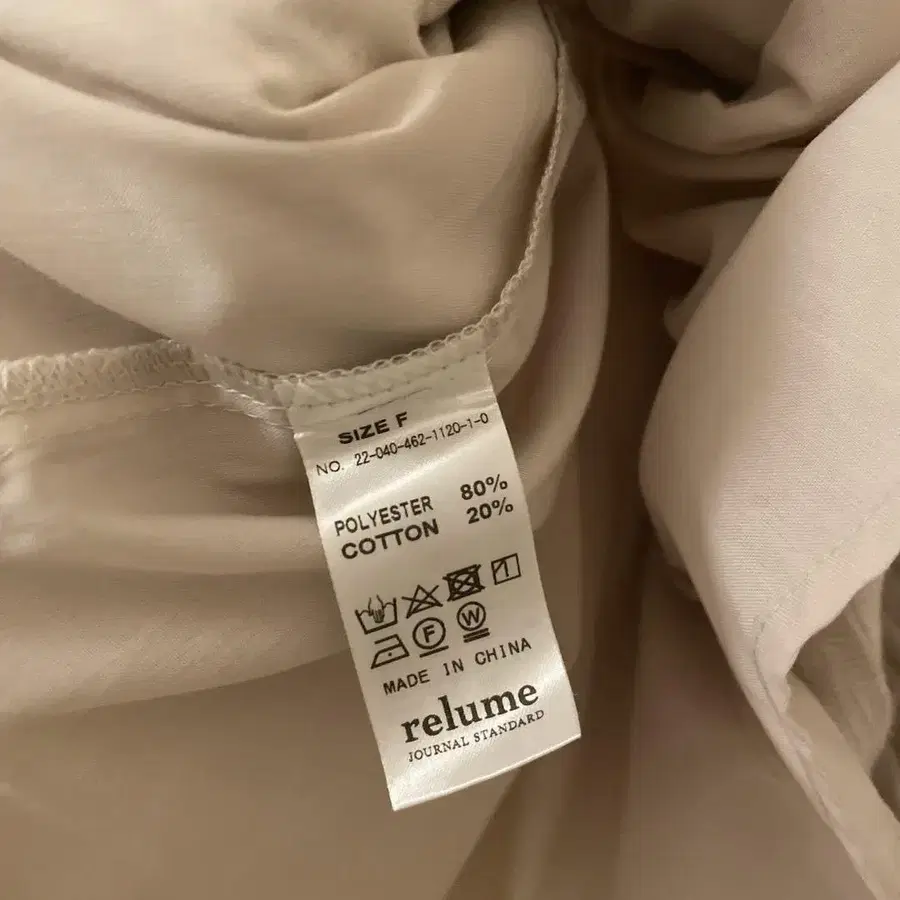 SIZE F
NO. 22-040-462-1120-1-0
POLYESTER 80%
COTTON 20%
F W
MADE IN CHINA
relume
JOURNAL STANDARD